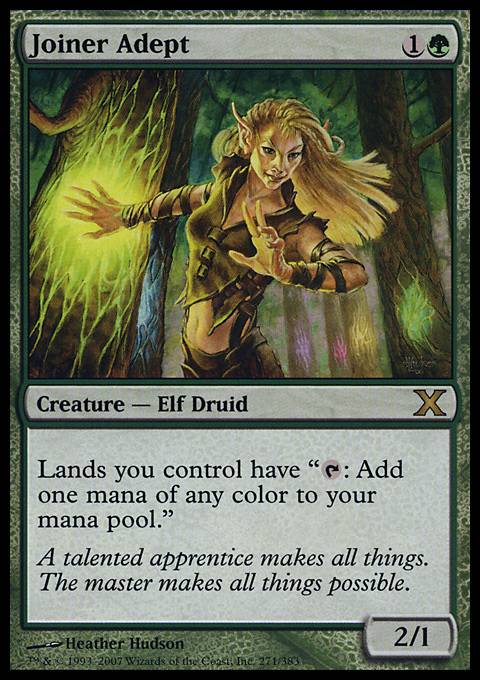 Joiner Adept 1
Creature — Elf Druid X
Lands you control have “: Add
one mana of any color to your
mana pool.”
A talented apprentice makes all things.
The master makes all things possible.
2/1
Heather Hudson
™ & © 1993–2007 Wizards of the Coast, Inc. 271/383